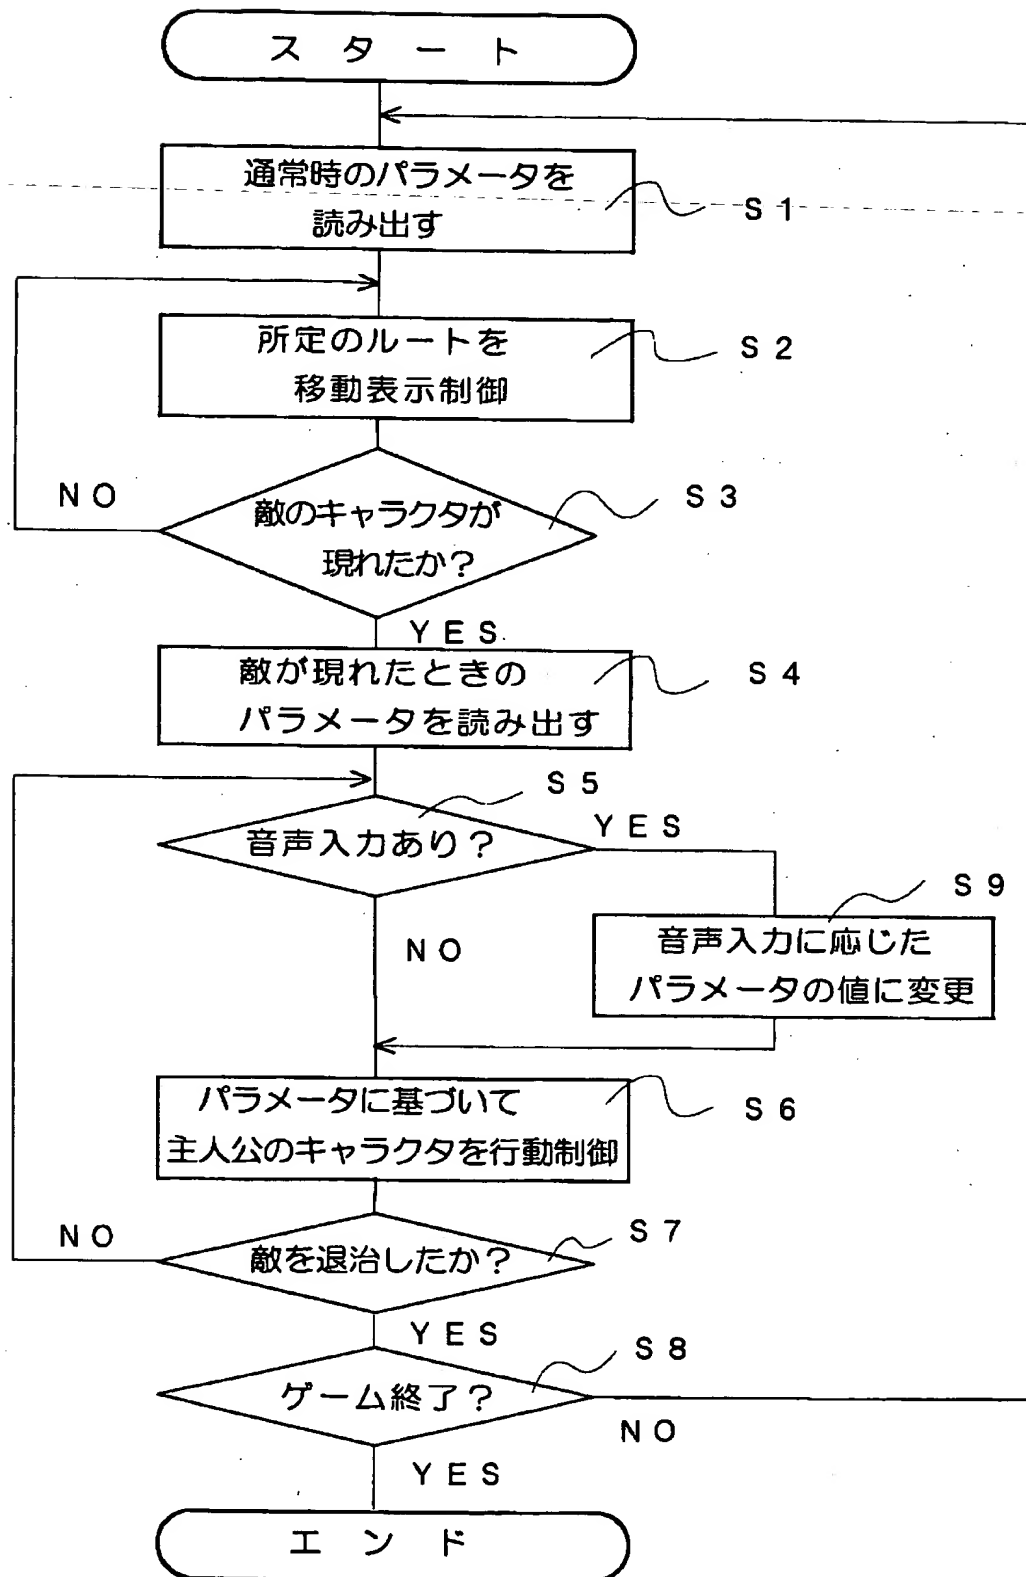 スタート
通常時のパラメータを
読み出す
S1
所定のルートを
移動表示制御
S2
NO
敵のキャラクタが
現れたか？
S3
YES
敵が現れたときの
パラメータを読み出す
S4
S5
音声入力あり？
YES
NO
S9
音声入力に応じた
パラメータの値に変更
パラメータに基づいて
主人公のキャラクタを行動制御
S6
NO
敵を退治したか？
S7
YES
S8
ゲーム終了？
NO
YES
エンド